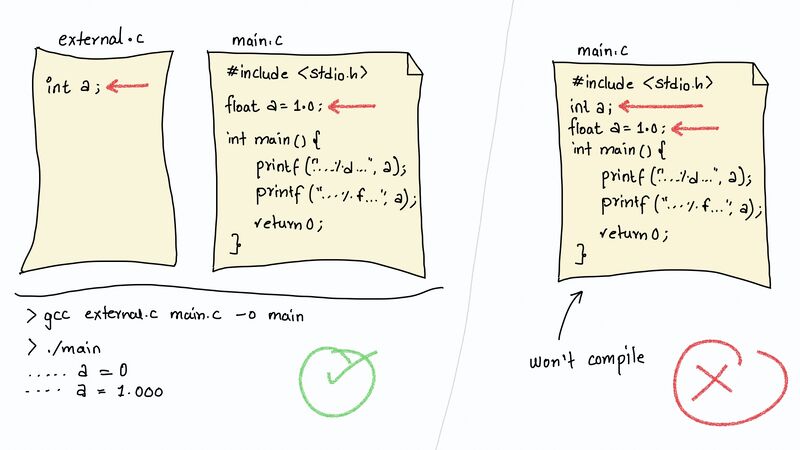 external.c
int a;
main.c
#include <stdio.h>
float a = 1.0;
int main() {
printf("...%d...", a);
printf("...%.f...", a);
return 0;
}
> gcc external.c main.c -o main
> ./main
..... a = 0
.... a = 1.000
main.c
#include <stdio.h>
int a;
float a = 1.0;
int main() {
printf("...%d...", a);
printf("...%.f...", a);
return 0;
}
won't compile